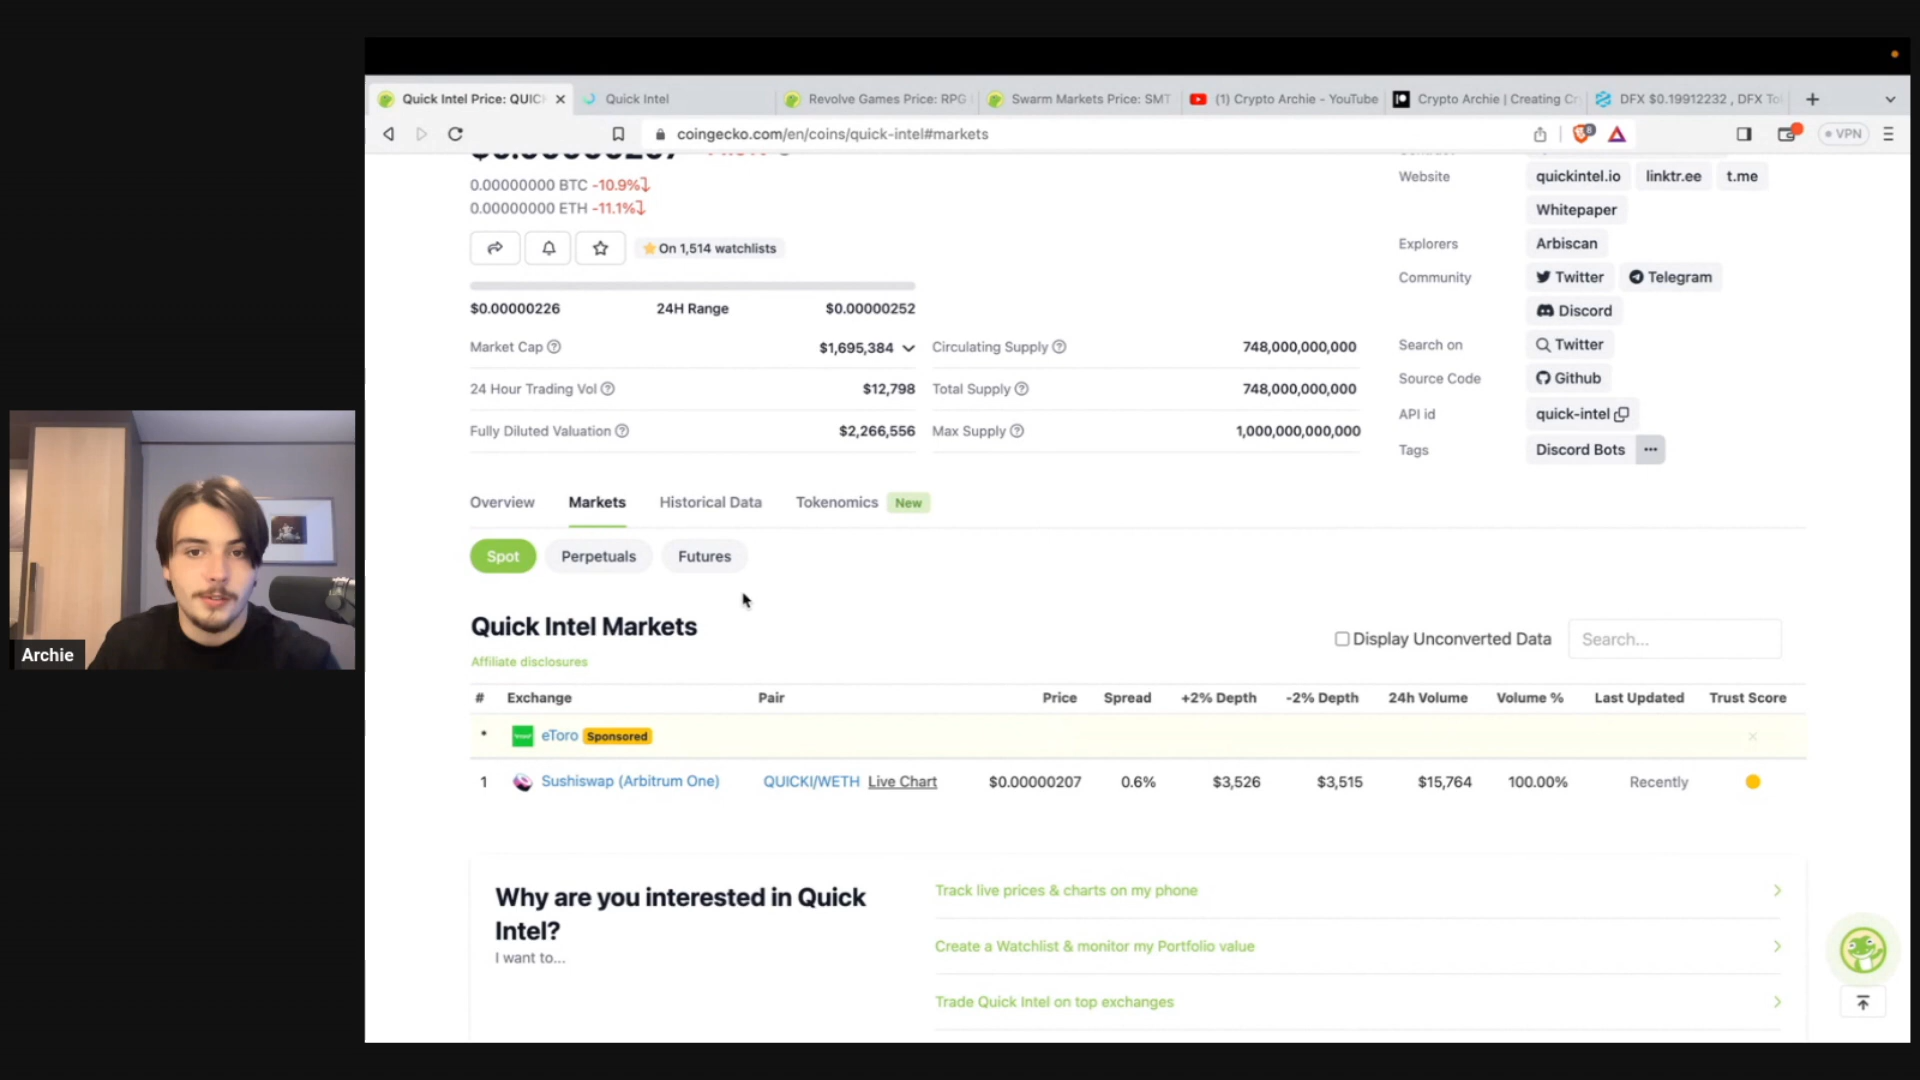 Quick Intel Price: QUIC
Quick Intel
Revolve Games Price: RPG
Swarm Markets Price: SMT
(1) Crypto Archie - YouTube
Crypto Archie | Creating Cr
DFX $0.19912232 , DFX To
coingecko.com/en/coins/quick-intel#markets
8
VPN
0.00000000 BTC -10.9%
0.00000000 ETH -11.1%
On 1,514 watchlists
$0.00000226 24H Range $0.00000252
Market Cap $1,695,384
24 Hour Trading Vol $12,798
Fully Diluted Valuation $2,266,556
Circulating Supply 748,000,000,000
Total Supply 748,000,000,000
Max Supply 1,000,000,000,000
Website quickintel.io linktr.ee t.me
Whitepaper
Explorers Arbiscan
Community Twitter Telegram
Discord
Search on Twitter
Source Code Github
API id quick-intel
Tags Discord Bots ...
Overview Markets Historical Data Tokenomics New
Spot Perpetuals Futures
Quick Intel Markets
Affiliate disclosures
Display Unconverted Data Search...
# Exchange Pair Price Spread +2% Depth -2% Depth 24h Volume Volume % Last Updated Trust Score
* eToro Sponsored
1 Sushiswap (Arbitrum One) QUICKI/WETH Live Chart $0.00000207 0.6% $3,526 $3,515 $15,764 100.00% Recently
Why are you interested in Quick
Intel?
I want to...
Track live prices & charts on my phone
Create a Watchlist & monitor my Portfolio value
Trade Quick Intel on top exchanges
Archie